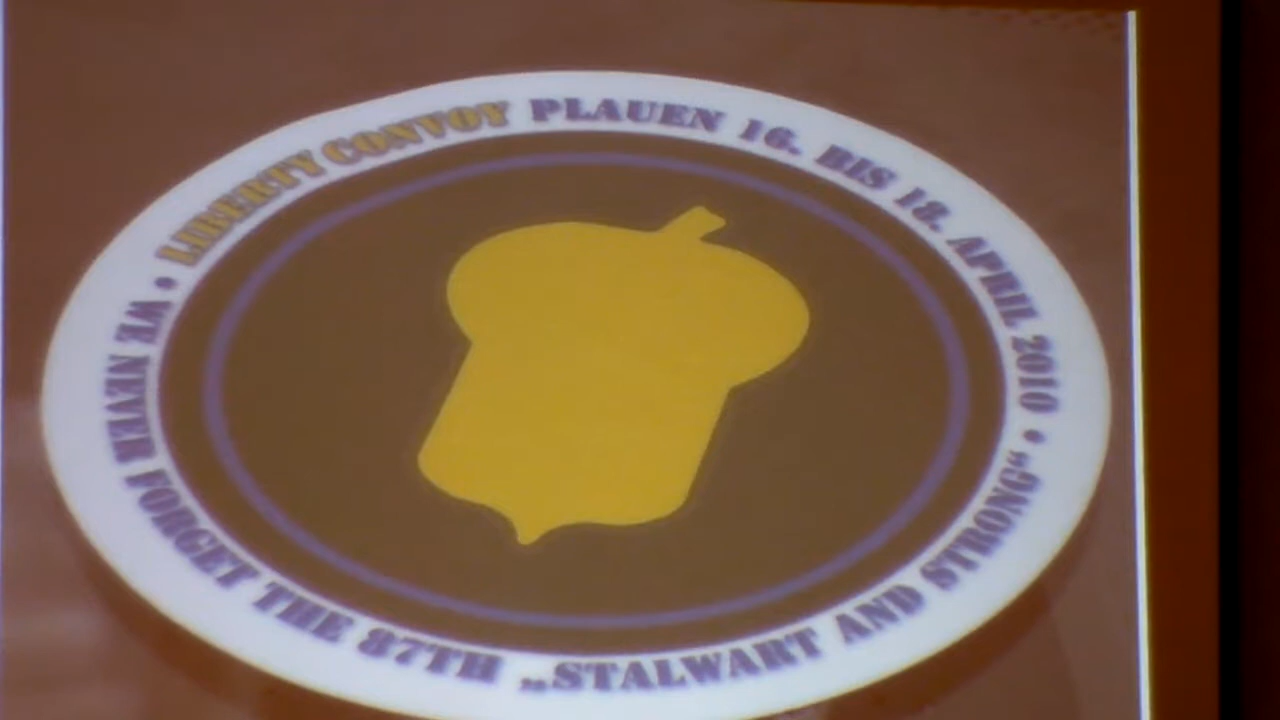 LIBERTY CONVOY PLAUEN 16. BIS 18. APRIL 2010 •
WE NEVER FORGET THE 87TH „STALWART AND STRONG“ •